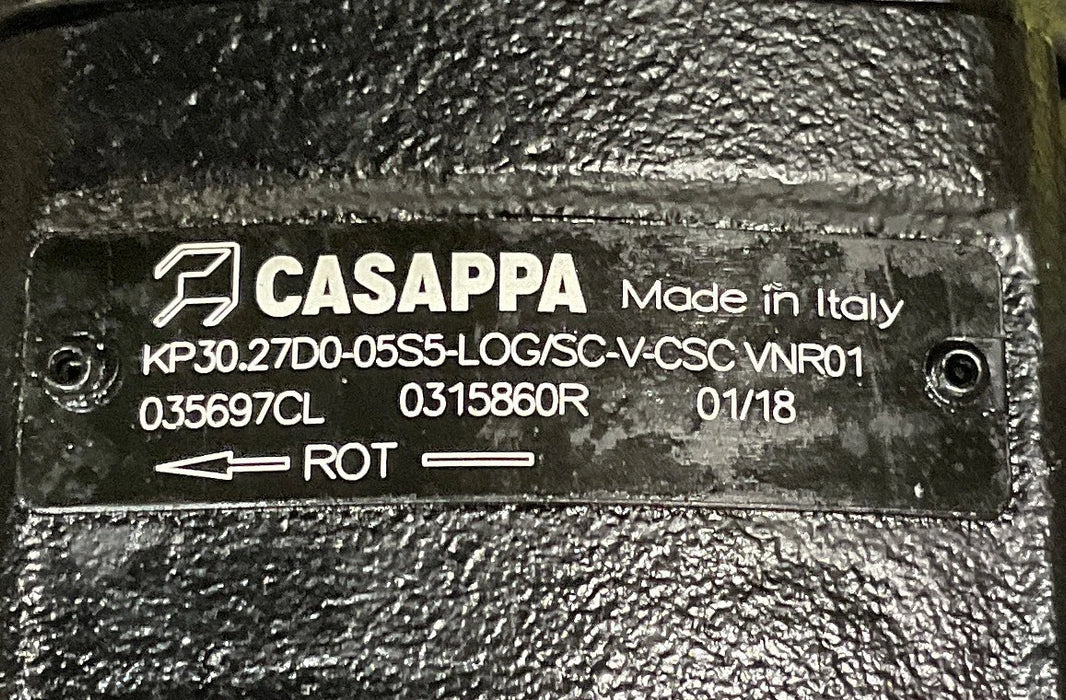 CASAPPA Made in Italy
KP30.27D0-05S5-LOG/SC-V-CSC VNR01
035697CL 0315860R 01/18
ROT